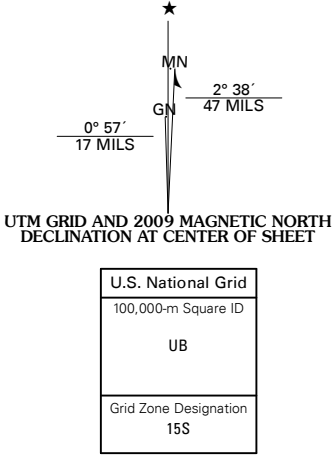 MN
GN
2° 38´
47 MILS
0° 57´
17 MILS
UTM GRID AND 2009 MAGNETIC NORTH
DECLINATION AT CENTER OF SHEET
U.S. National Grid
100,000-m Square ID
UB
Grid Zone Designation
15S